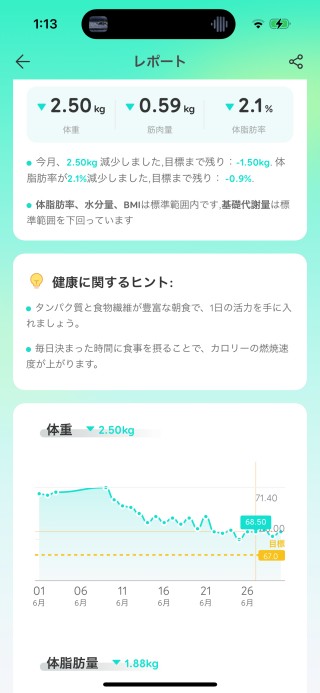 1:13
レポート
2.50 kg 0.59 kg 2.1 %
体重 筋肉量 体脂肪率
今月、2.50kg 減少しました,目標まで残り：-1.50kg. 体
脂肪率が2.1%減少しました,目標まで残り： -0.9%.
体脂肪率、水分量、BMIは標準範囲内です,基礎代謝量は標
準範囲を下回っています
健康に関するヒント:
タンパク質と食物繊維が豊富な朝食で、1日の活力を手に入
れましょう。
毎日決まった時間に食事を摂ることで、カロリーの燃焼速
度が上がります。
体重 2.50kg
71.40
68.50
目標
67.0
01 06 11 16 21 26
6月 6月 6月 6月 6月 6月
体脂肪量 1.88kg